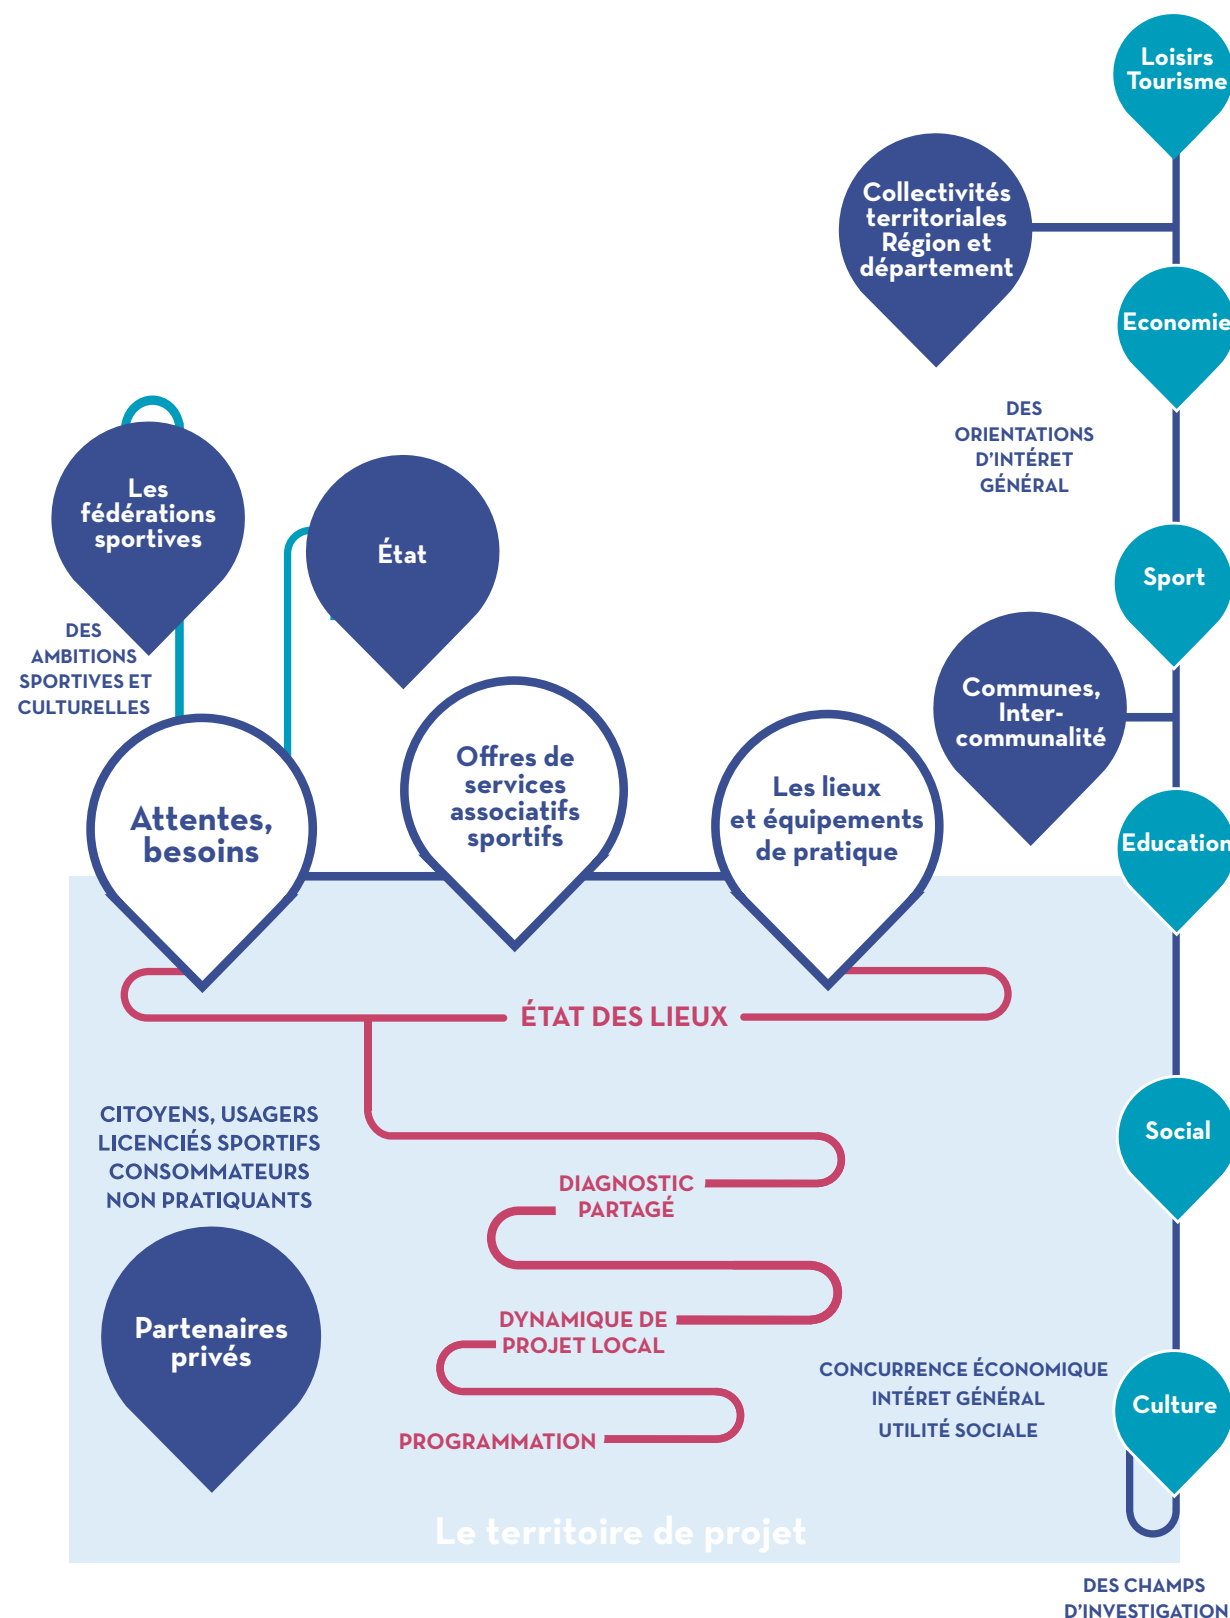 Loisirs
Tourisme
Collectivités
territoriales
Région et
département
Economie
DES
ORIENTATIONS
D'INTÉRET
GÉNÉRAL
Les
fédérations
sportives
État
Sport
DES
AMBITIONS
SPORTIVES ET
CULTURELLES
Communes,
Inter-
communalité
Attentes,
besoins
Offres de
services
associatifs
sportifs
Les lieux
et équipements
de pratique
Education
ÉTAT DES LIEUX
CITOYENS, USAGERS
LICENCIÉS SPORTIFS
CONSOMMATEURS
NON PRATIQUANTS
Social
DIAGNOSTIC
PARTAGÉ
Partenaires
privés
DYNAMIQUE DE
PROJET LOCAL
CONCURRENCE ÉCONOMIQUE
INTÉRET GÉNÉRAL
UTILITÉ SOCIALE
Culture
PROGRAMMATION
Le territoire de projet
DES CHAMPS
D'INVESTIGATION